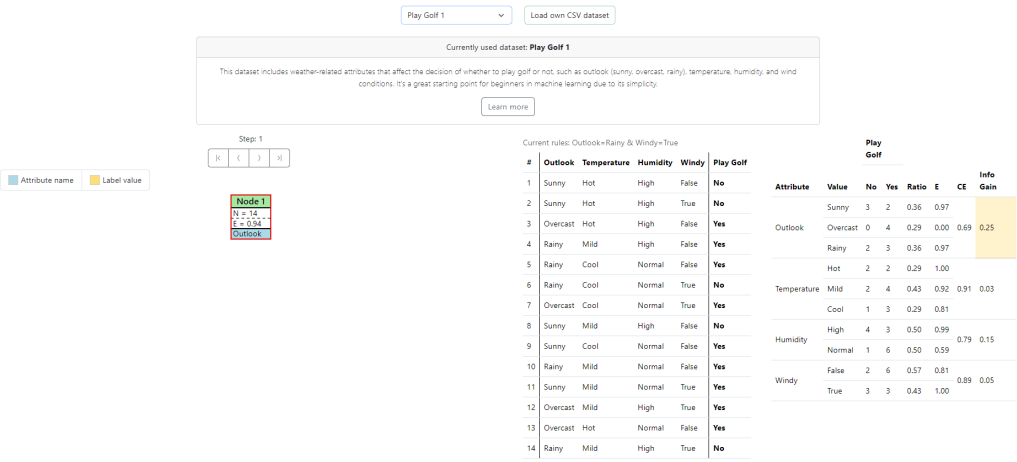 Play Golf 1
Load own CSV dataset
Currently used dataset: Play Golf 1
This dataset includes weather-related attributes that affect the decision of whether to play golf or not, such as outlook (sunny, overcast, rainy), temperature, humidity, and wind
conditions. It's a great starting point for beginners in machine learning due to its simplicity.
Learn more
Step: 1
|< < > >|
Attribute name
Label value
Node 1
N = 14
E = 0.94
Outlook
Current rules: Outlook=Rainy & Windy=True
# Outlook Temperature Humidity Windy Play Golf
1 Sunny Hot High False No
2 Sunny Hot High True No
3 Overcast Hot High False Yes
4 Rainy Mild High False Yes
5 Rainy Cool Normal False Yes
6 Rainy Cool Normal True No
7 Overcast Cool Normal True Yes
8 Sunny Mild High False No
9 Sunny Cool Normal False Yes
10 Rainy Mild Normal False Yes
11 Sunny Mild Normal True Yes
12 Overcast Mild High True Yes
13 Overcast Hot Normal False Yes
14 Rainy Mild High True No
Play
Golf
Info
Attribute Value No Yes Ratio E CE Gain
Sunny 3 2 0.36 0.97
Outlook Overcast 0 4 0.29 0.00 0.69 0.25
Rainy 2 3 0.36 0.97
Hot 2 2 0.29 1.00
Temperature Mild 2 4 0.43 0.92 0.91 0.03
Cool 1 3 0.29 0.81
High 4 3 0.50 0.99
Humidity 0.79 0.15
Normal 1 6 0.50 0.59
False 2 6 0.57 0.81
Windy 0.89 0.05
True 3 3 0.43 1.00